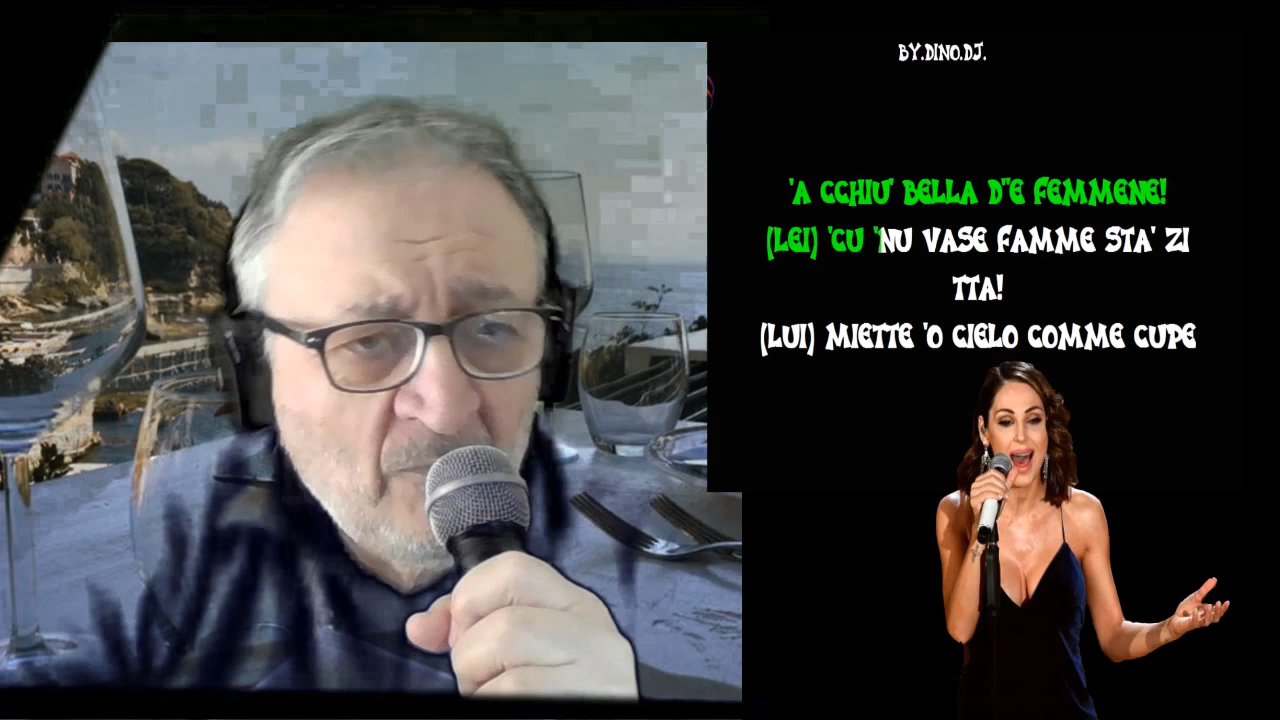 BY.DINO.DJ.
'A CCHIU' BELLA D''E FEMMENE!
(LEI) 'CU 'NU VASE FAMME STA' ZI
TTA!
(LUI) MIETTE 'O CIELO COMME CUPE